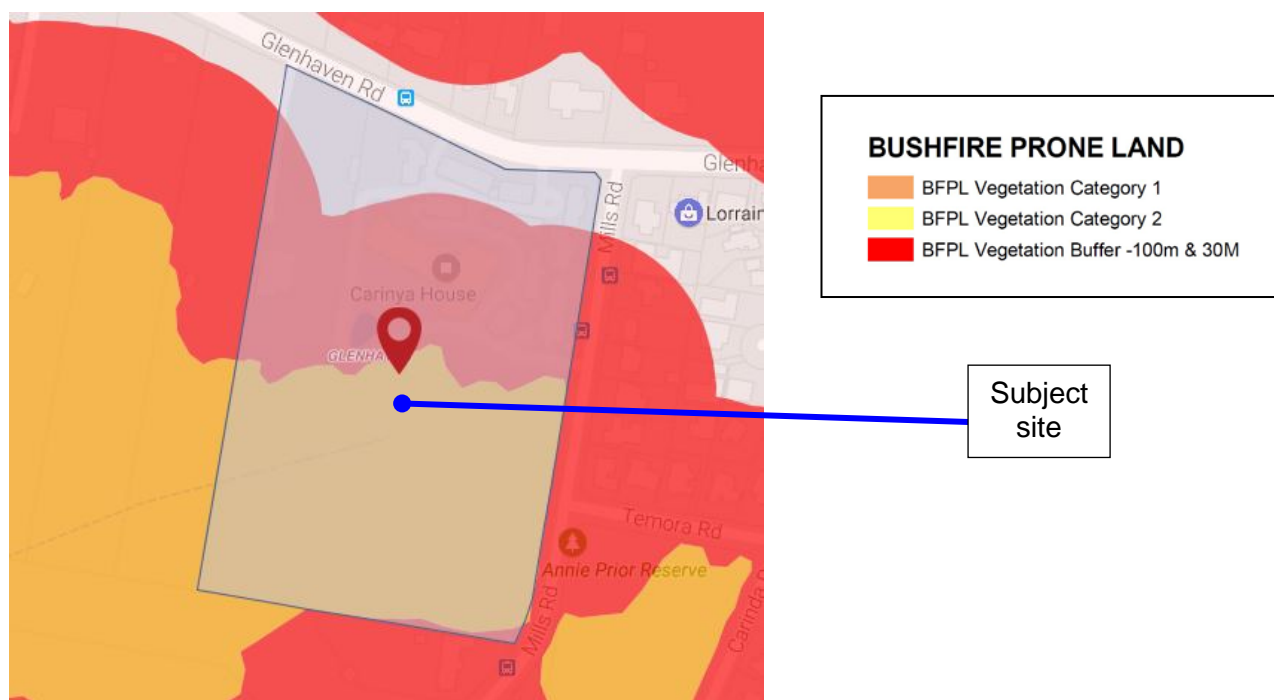 Glenhaven Rd
Glenha
Mills Rd
Lorrain
Carinya House
GLENHA
Temora Rd
Annie Prior Reserve
Mills Rd
Carinda
BUSHFIRE PRONE LAND
BFPL Vegetation Category 1
BFPL Vegetation Category 2
BFPL Vegetation Buffer -100m & 30M
Subject
site